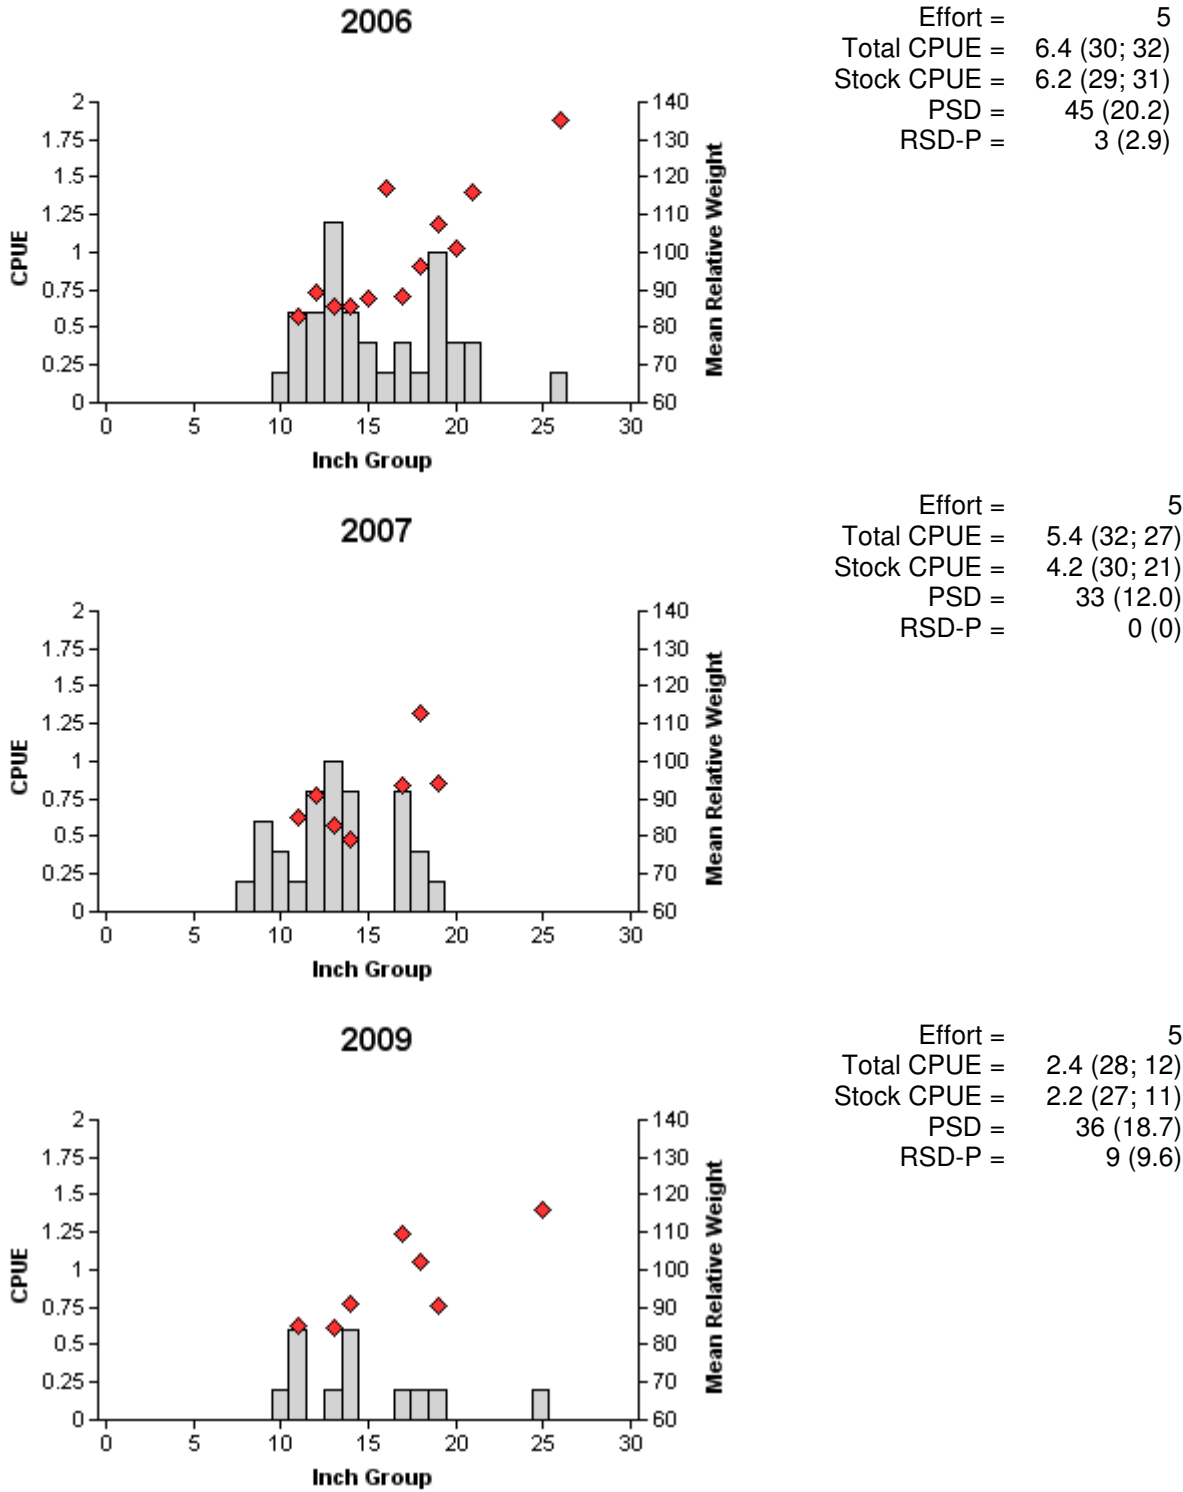 2006
Effort = 5
Total CPUE = 6.4 (30; 32)
Stock CPUE = 6.2 (29; 31)
PSD = 45 (20.2)
RSD-P = 3 (2.9)
2 140
1.75 130
1.5 120
1.25 110
1 100
0.75 90
0.5 80
0.25 70
0 60
CPUE
Mean Relative Weight
0 5 10 15 20 25 30
Inch Group
2007
Effort = 5
Total CPUE = 5.4 (32; 27)
Stock CPUE = 4.2 (30; 21)
PSD = 33 (12.0)
RSD-P = 0 (0)
2 140
1.75 130
1.5 120
1.25 110
1 100
0.75 90
0.5 80
0.25 70
0 60
CPUE
Mean Relative Weight
0 5 10 15 20 25 30
Inch Group
2009
Effort = 5
Total CPUE = 2.4 (28; 12)
Stock CPUE = 2.2 (27; 11)
PSD = 36 (18.7)
RSD-P = 9 (9.6)
2 140
1.75 130
1.5 120
1.25 110
1 100
0.75 90
0.5 80
0.25 70
0 60
CPUE
Mean Relative Weight
0 5 10 15 20 25 30
Inch Group